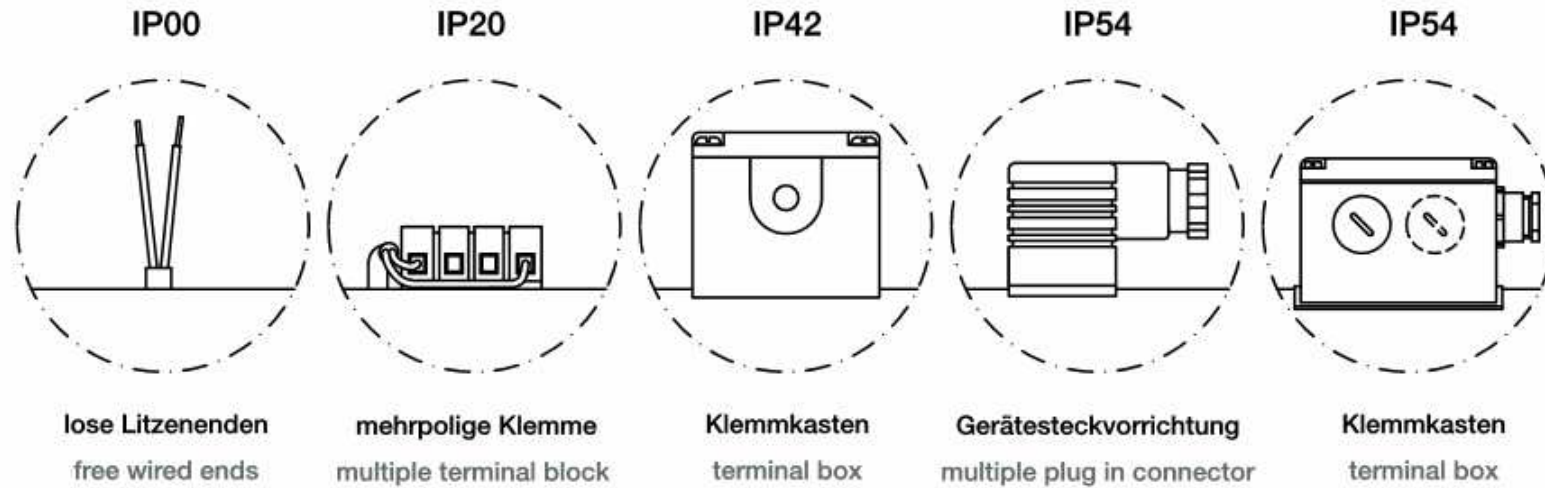 IP00 IP20 IP42 IP54 IP54
lose Litzenenden mehrpolige Klemme Klemmkasten Gerätesteckvorrichtung Klemmkasten
free wired ends multiple terminal block terminal box multiple plug in connector terminal box